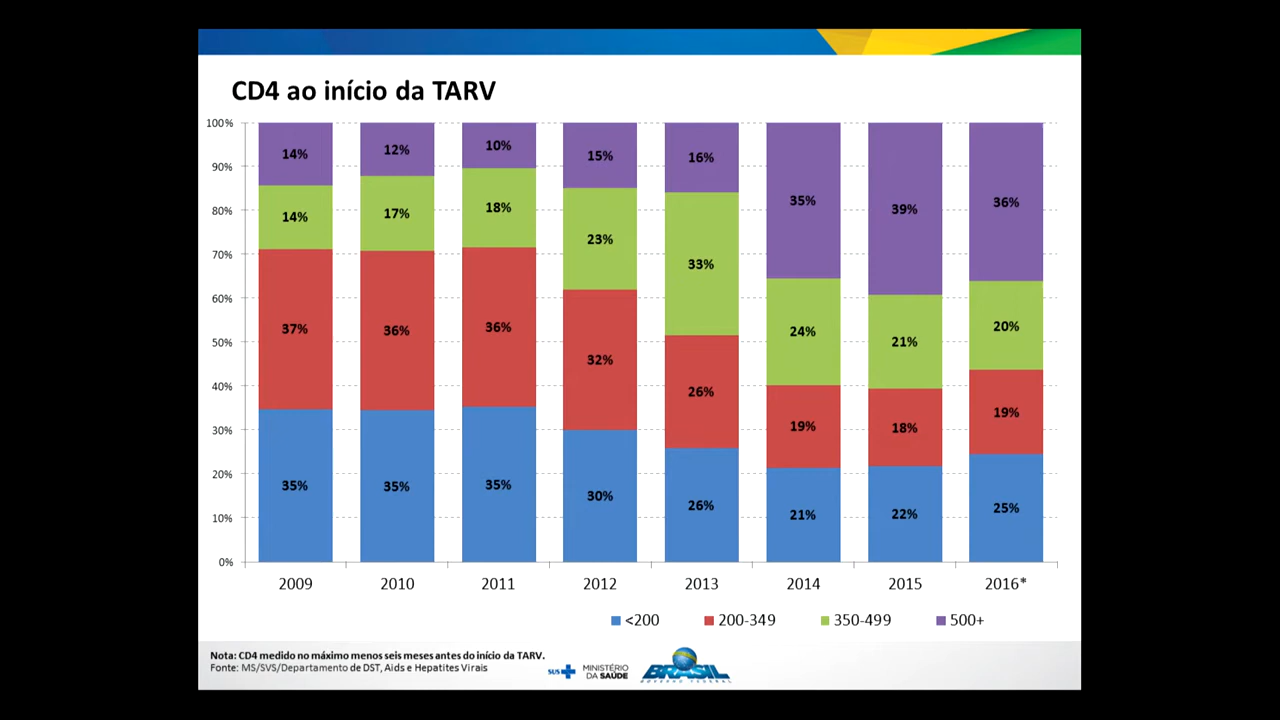 CD4 ao início da TARV
100%
90%
80%
70%
60%
50%
40%
30%
20%
10%
0%
14% 12% 10% 15% 16% 35% 39% 36%
14% 17% 18% 23% 33% 24% 21% 20%
37% 36% 36% 32% 26% 19% 18% 19%
35% 35% 35% 30% 26% 21% 22% 25%
2009 2010 2011 2012 2013 2014 2015 2016*
<200 200-349 350-499 500+
Nota: CD4 medido no máximo menos seis meses antes do início da TARV.
Fonte: MS/SVS/Departamento de DST, Aids e Hepatites Virais
SUS
MINISTÉRIO
DA SAÚDE
BRASIL
GOVERNO FEDERAL